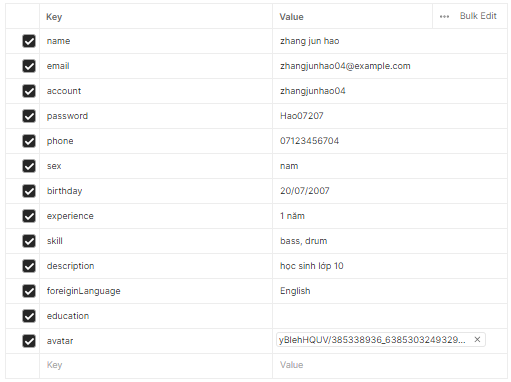 Key Value ••• Bulk Edit
name zhang jun hao
email zhangjunhao04@example.com
account zhangjunhao04
password Hao07207
phone 07123456704
sex nam
birthday 20/07/2007
experience 1 năm
skill bass, drum
description học sinh lớp 10
foreiginLanguage English
education
avatar yBlehHQUV/385338936_6385303249329...
Key Value